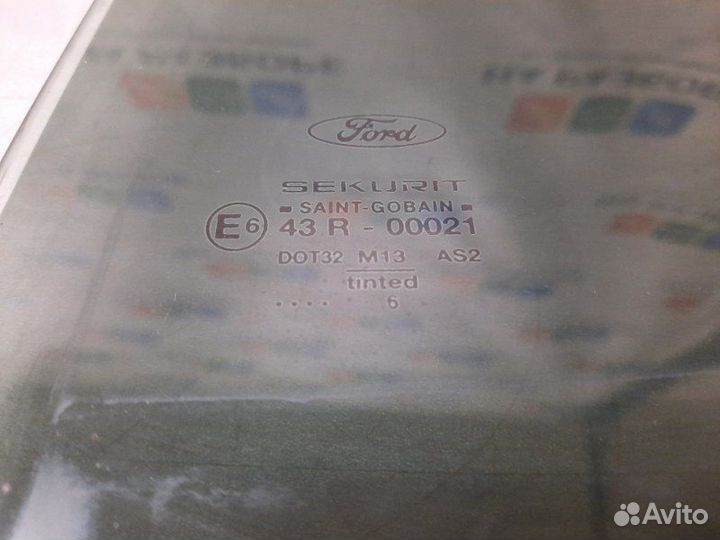 Ford
SEKURIT
SAINT-GOBAIN
E6 43 R - 00021
DOT32 M13 AS2
tinted
.... 6
Avito